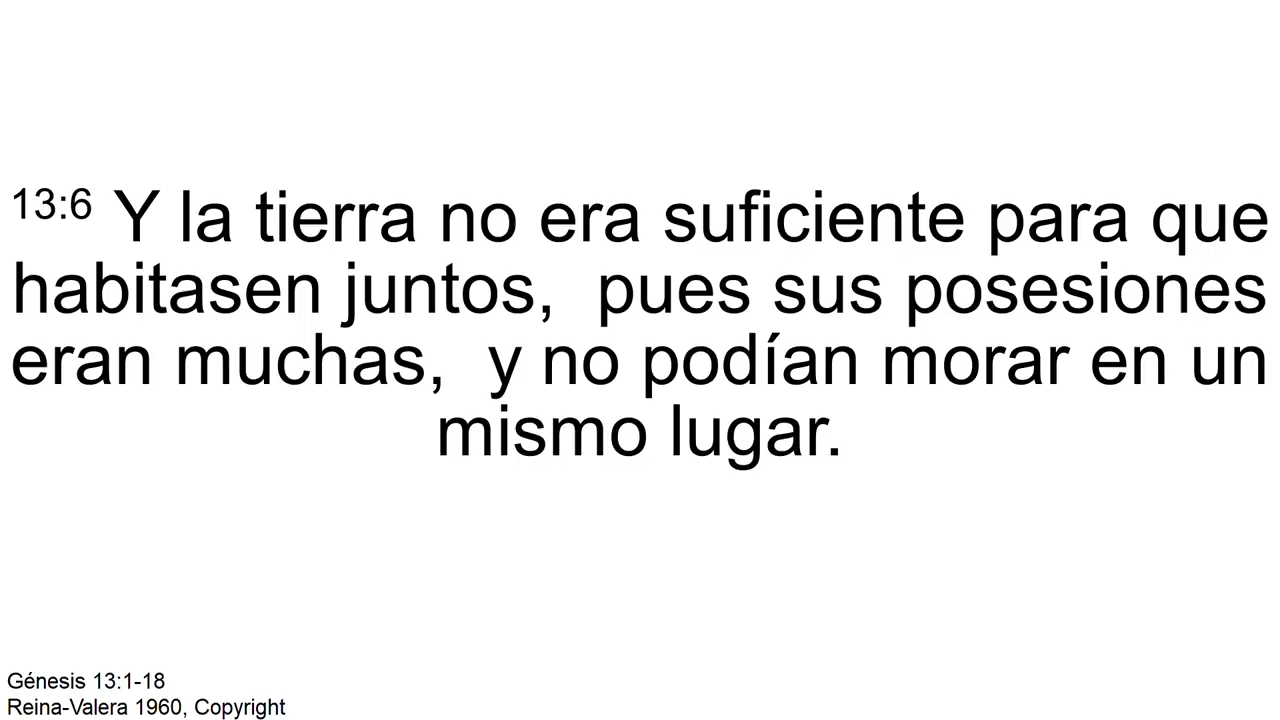 13:6 Y la tierra no era suficiente para que
habitasen juntos,  pues sus posesiones
eran muchas,  y no podían morar en un
mismo lugar.
Génesis 13:1-18
Reina-Valera 1960, Copyright